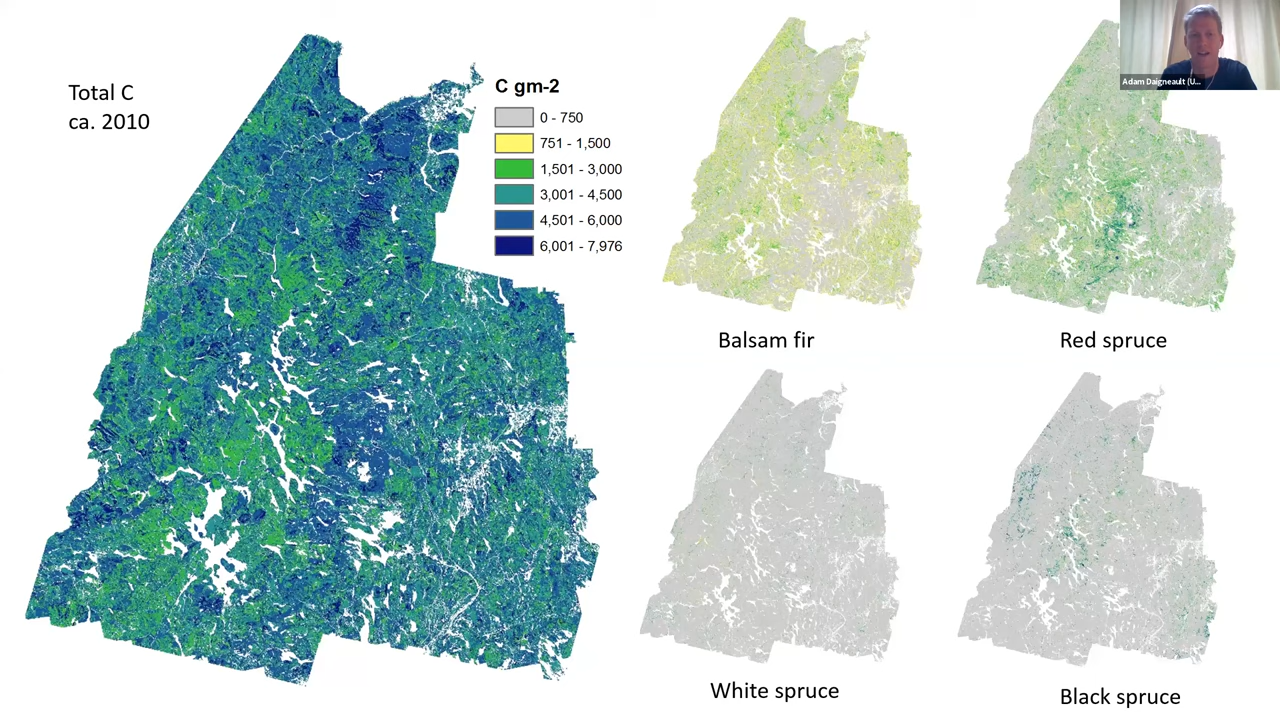 Total C
ca. 2010
C gm-2
0 - 750
751 - 1,500
1,501 - 3,000
3,001 - 4,500
4,501 - 6,000
6,001 - 7,976
Adam Daigneault (U...
Balsam fir
Red spruce
White spruce
Black spruce